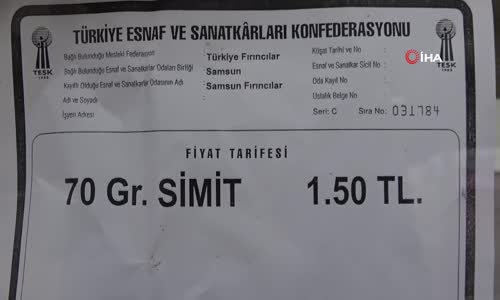 TÜRKİYE ESNAF VE SANATKÂRLARI KONFEDERASYONU
Bağlı Bulunduğu Mesleki Federasyon : Türkiye Fırıncılar
Bağlı Bulunduğu Esnaf ve Sanatkarlar Odaları Birliği : Samsun
Kayıtlı Olduğu Esnaf ve Sanatkarlar Odasının Adı : Samsun Fırıncılar
Adı ve Soyadı :
İşyeri Adresi
Kitişat Tarihi ve No :
Esnaf ve Sanatkar Sicil No :
Oda Kayıt No
Ustalık Belge No
Seri: C Sıra No: 031784
TESK
TESK
İHA
FİYAT TARİFESİ
70 Gr. SİMİT 1.50 TL.